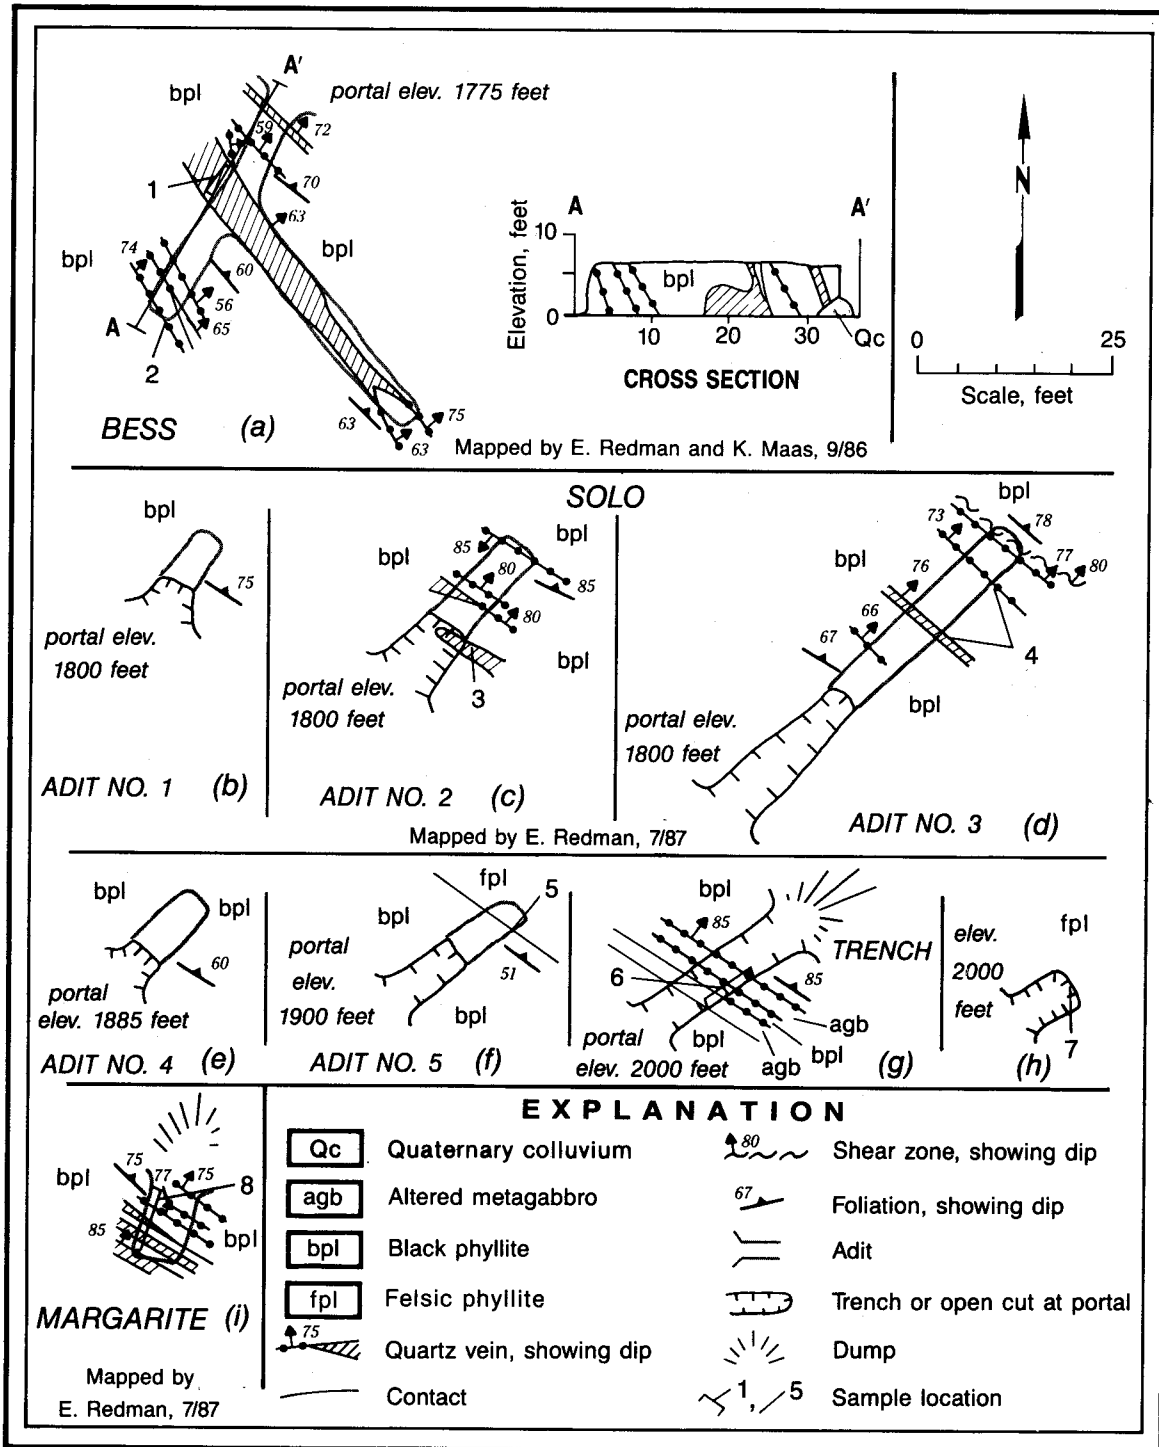 A'
bpl
portal elev. 1775 feet
59
72
1
70
63
bpl
bpl
74
60
56
65
A
2
63
75
63
BESS (a)
Mapped by E. Redman and K. Maas, 9/86
A
A'
Elevation, feet
10
0
bpl
10
20
30
Qc
CROSS SECTION
N
0
25
Scale, feet
SOLO
bpl
75
portal elev.
1800 feet
ADIT NO. 1 (b)
bpl
bpl
85
80
85
80
bpl
3
portal elev.
1800 feet
ADIT NO. 2 (c)
bpl
73
78
bpl
76
77
80
66
67
4
bpl
portal elev.
1800 feet
ADIT NO. 3 (d)
Mapped by E. Redman, 7/87
bpl
bpl
60
portal
elev. 1885 feet
ADIT NO. 4 (e)
fpl
5
bpl
portal
elev.
1900 feet
51
bpl
ADIT NO. 5 (f)
bpl
85
TRENCH
6
85
agb
bpl
bpl
agb
portal
elev. 2000 feet
(g)
elev.
2000
feet
fpl
7
(h)
75
bpl
77
75
8
85
bpl
MARGARITE (i)
Mapped by
E. Redman, 7/87
EXPLANATION
Qc Quaternary colluvium
agb Altered metagabbro
bpl Black phyllite
fpl Felsic phyllite
75 Quartz vein, showing dip
Contact
80 Shear zone, showing dip
67 Foliation, showing dip
Adit
Trench or open cut at portal
Dump
1, 5 Sample location